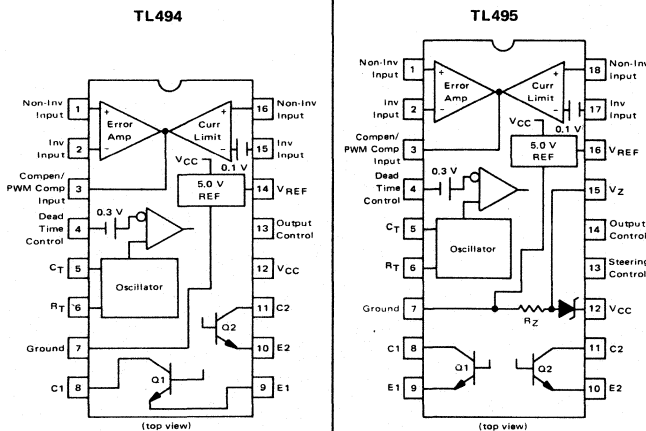 TL494
Non-Inv
Input
1
Inv
Input
2
Compen/
PWM Comp
Input
3
Dead
Time
Control
4
CT
5
RT
6
Ground
7
C1
8
+
Error
Amp
−
+
Curr
Limit
−
0.1 V
VCC
5.0 V
REF
0.3 V
Oscillator
Q2
Q1
16
Non-Inv
Input
15
Inv
Input
14
VREF
13
Output
Control
12
VCC
11
C2
10
E2
9
E1
(top view)
TL495
Non-Inv
Input
1
Inv
Input
2
Compen/
PWM Comp
Input
3
Dead
Time
Control
4
CT
5
RT
6
Ground
7
C1
8
E1
9
+
Error
Amp
−
+
Curr
Limit
−
0.1 V
VCC
5.0 V
REF
0.3 V
Oscillator
RZ
Q1
Q2
18
Non-Inv
Input
17
Inv
Input
16
VREF
15
VZ
14
Output
Control
13
Steering
Control
12
VCC
11
C2
10
E2
(top view)